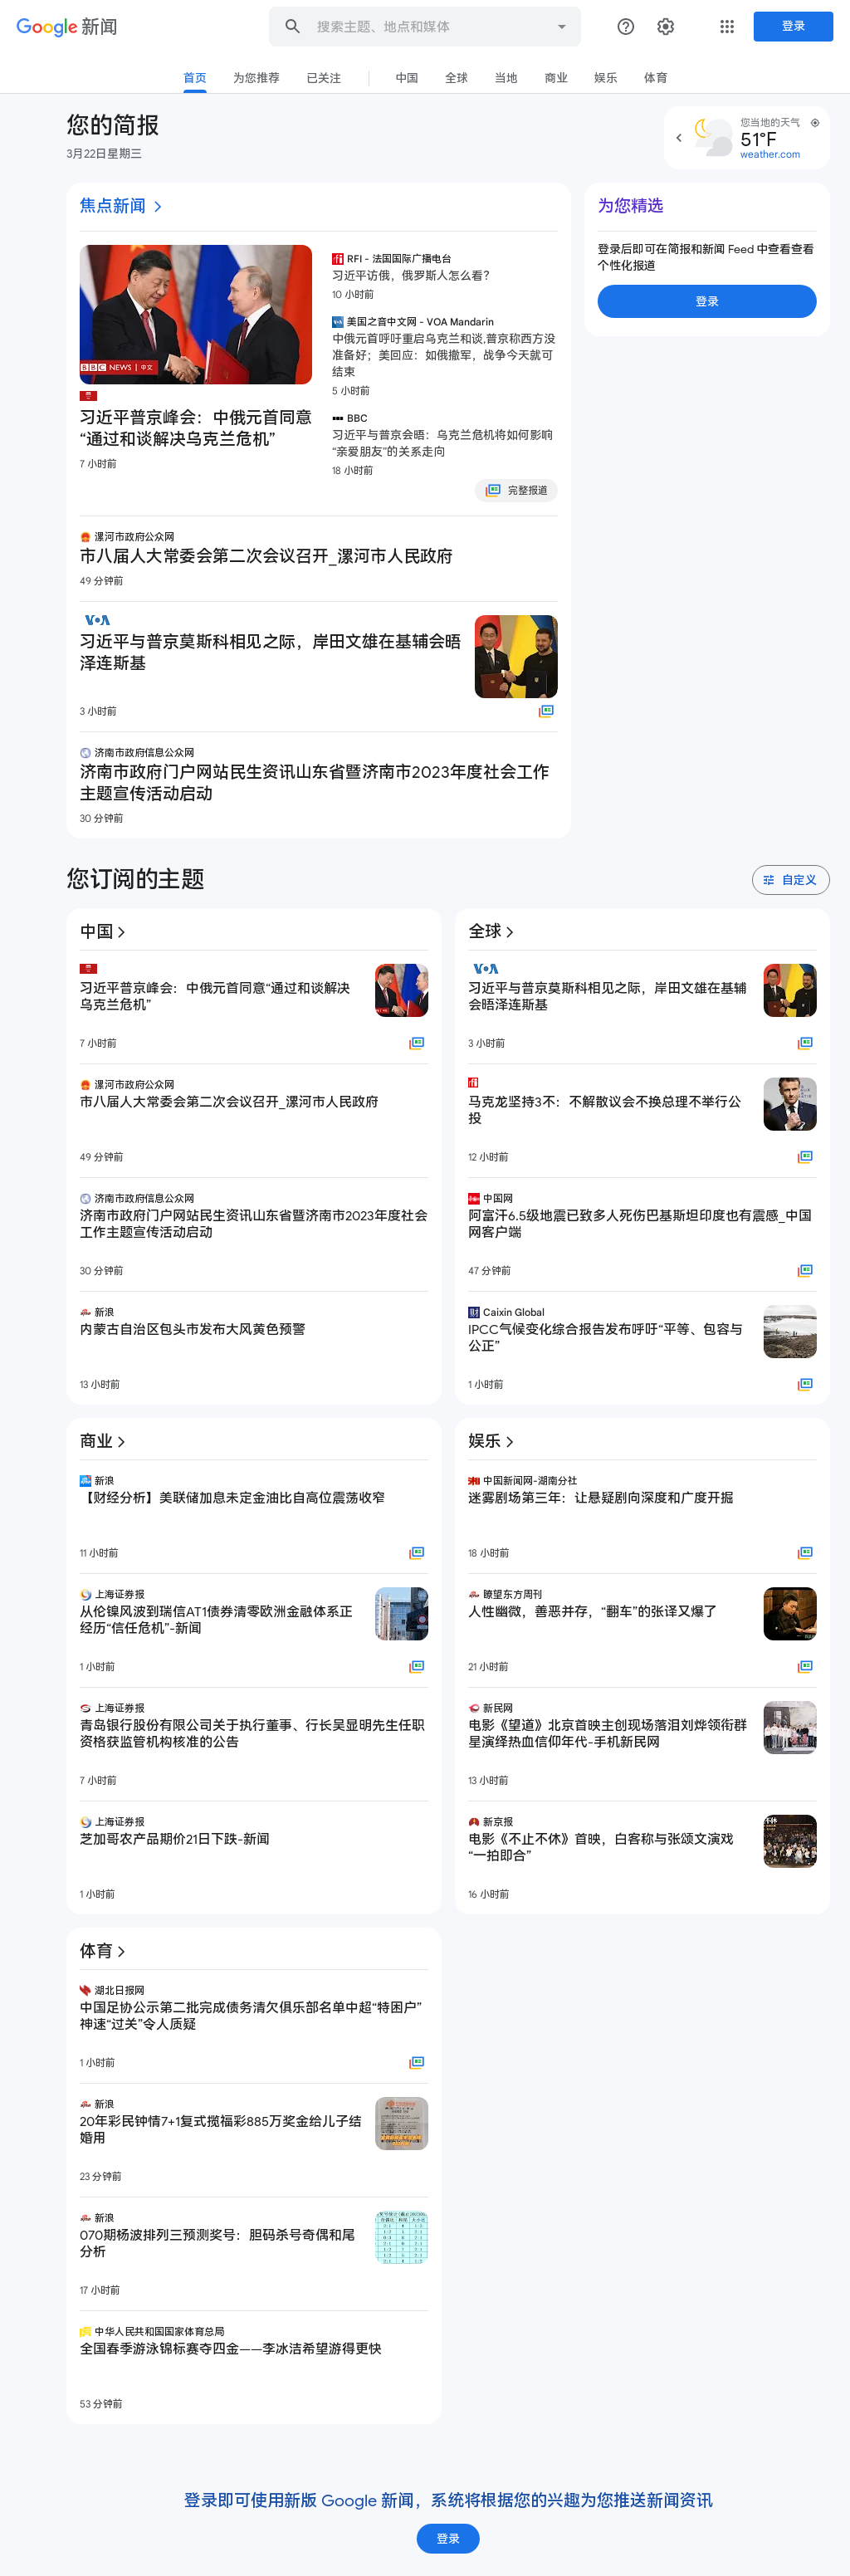 Google 新闻
搜索主题、地点和媒体
登录
首页
为您推荐
已关注
中国
全球
当地
商业
娱乐
体育
您的简报
3月22日星期三
您当地的天气
51°F
weather.com
焦点新闻
BBC NEWS 中文
习近平普京峰会：中俄元首同意
“通过和谈解决乌克兰危机”
7 小时前
RFI - 法国国际广播电台
习近平访俄，俄罗斯人怎么看？
10 小时前
美国之音中文网 - VOA Mandarin
中俄元首呼吁重启乌克兰和谈,普京称西方没
准备好；美回应：如俄撤军，战争今天就可
结束
5 小时前
BBC
习近平与普京会晤：乌克兰危机将如何影响
“亲爱朋友”的关系走向
18 小时前
完整报道
漯河市政府公众网
市八届人大常委会第二次会议召开_漯河市人民政府
49 分钟前
VOA
习近平与普京莫斯科相见之际，岸田文雄在基辅会晤
泽连斯基
3 小时前
济南市政府信息公众网
济南市政府门户网站民生资讯山东省暨济南市2023年度社会工作
主题宣传活动启动
30 分钟前
为您精选
登录后即可在简报和新闻 Feed 中查看查看
个性化报道
登录
您订阅的主题
自定义
中国
习近平普京峰会：中俄元首同意“通过和谈解决
乌克兰危机”
7 小时前
漯河市政府公众网
市八届人大常委会第二次会议召开_漯河市人民政府
49 分钟前
济南市政府信息公众网
济南市政府门户网站民生资讯山东省暨济南市2023年度社会
工作主题宣传活动启动
30 分钟前
新浪
内蒙古自治区包头市发布大风黄色预警
13 小时前
全球
VOA
习近平与普京莫斯科相见之际，岸田文雄在基辅
会晤泽连斯基
3 小时前
马克龙坚持3不：不解散议会不换总理不举行公
投
12 小时前
中国网
阿富汗6.5级地震已致多人死伤巴基斯坦印度也有震感_中国
网客户端
47 分钟前
Caixin Global
IPCC气候变化综合报告发布呼吁“平等、包容与
公正”
1 小时前
商业
新浪
【财经分析】美联储加息未定金油比自高位震荡收窄
11 小时前
上海证券报
从伦镍风波到瑞信AT1债券清零欧洲金融体系正
经历“信任危机”-新闻
1 小时前
上海证券报
青岛银行股份有限公司关于执行董事、行长吴显明先生任职
资格获监管机构核准的公告
7 小时前
上海证券报
芝加哥农产品期价21日下跌-新闻
1 小时前
娱乐
中国新闻网-湖南分社
迷雾剧场第三年：让悬疑剧向深度和广度开掘
18 小时前
瞭望东方周刊
人性幽微，善恶并存，“翻车”的张译又爆了
21 小时前
新民网
电影《望道》北京首映主创现场落泪刘烨领衔群
星演绎热血信仰年代-手机新民网
13 小时前
新京报
电影《不止不休》首映，白客称与张颂文演戏
“一拍即合”
16 小时前
体育
湖北日报网
中国足协公示第二批完成债务清欠俱乐部名单中超“特困户”
神速“过关”令人质疑
1 小时前
新浪
20年彩民钟情7+1复式揽福彩885万奖金给儿子结
婚用
23 分钟前
新浪
070期杨波排列三预测奖号：胆码杀号奇偶和尾
分析
17 小时前
中华人民共和国国家体育总局
全国春季游泳锦标赛夺四金——李冰洁希望游得更快
53 分钟前
登录即可使用新版 Google 新闻，系统将根据您的兴趣为您推送新闻资讯
登录